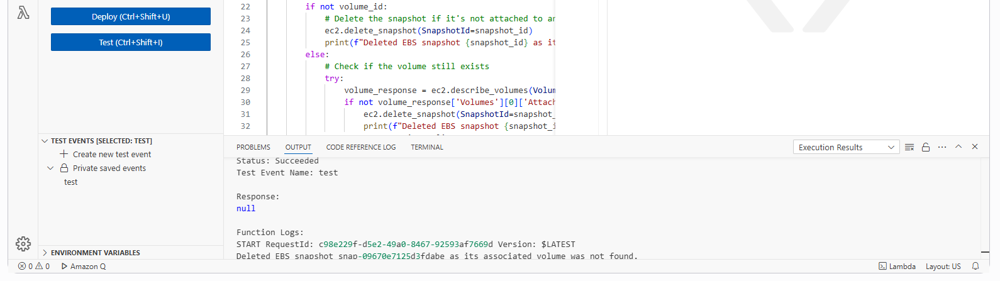 Deploy (Ctrl+Shift+U)
Test (Ctrl+Shift+I)
TEST EVENTS [SELECTED: TEST]
Create new test event
Private saved events
test
ENVIRONMENT VARIABLES
22 if not volume_id:
23 # Delete the snapshot if it's not attached to an
24 ec2.delete_snapshot(SnapshotId=snapshot_id)
25 print(f"Deleted EBS snapshot {snapshot_id} as it
26 else:
27 # Check if the volume still exists
28 try:
29 volume_response = ec2.describe_volumes(Volum
30 if not volume_response['Volumes'][0]['Attach
31 ec2.delete_snapshot(SnapshotId=snapshot_
32 print(f"Deleted EBS snapshot {snapshot_i
PROBLEMS OUTPUT CODE REFERENCE LOG TERMINAL
Execution Results
Status: Succeeded
Test Event Name: test
Response:
null
Function Logs:
START RequestId: c98e229f-d5e2-49a0-8467-92593af7669d Version: $LATEST
Deleted EBS snapshot snap-09670e7125d3fdabe as its associated volume was not found.
0 0 Amazon Q
Lambda Layout: US